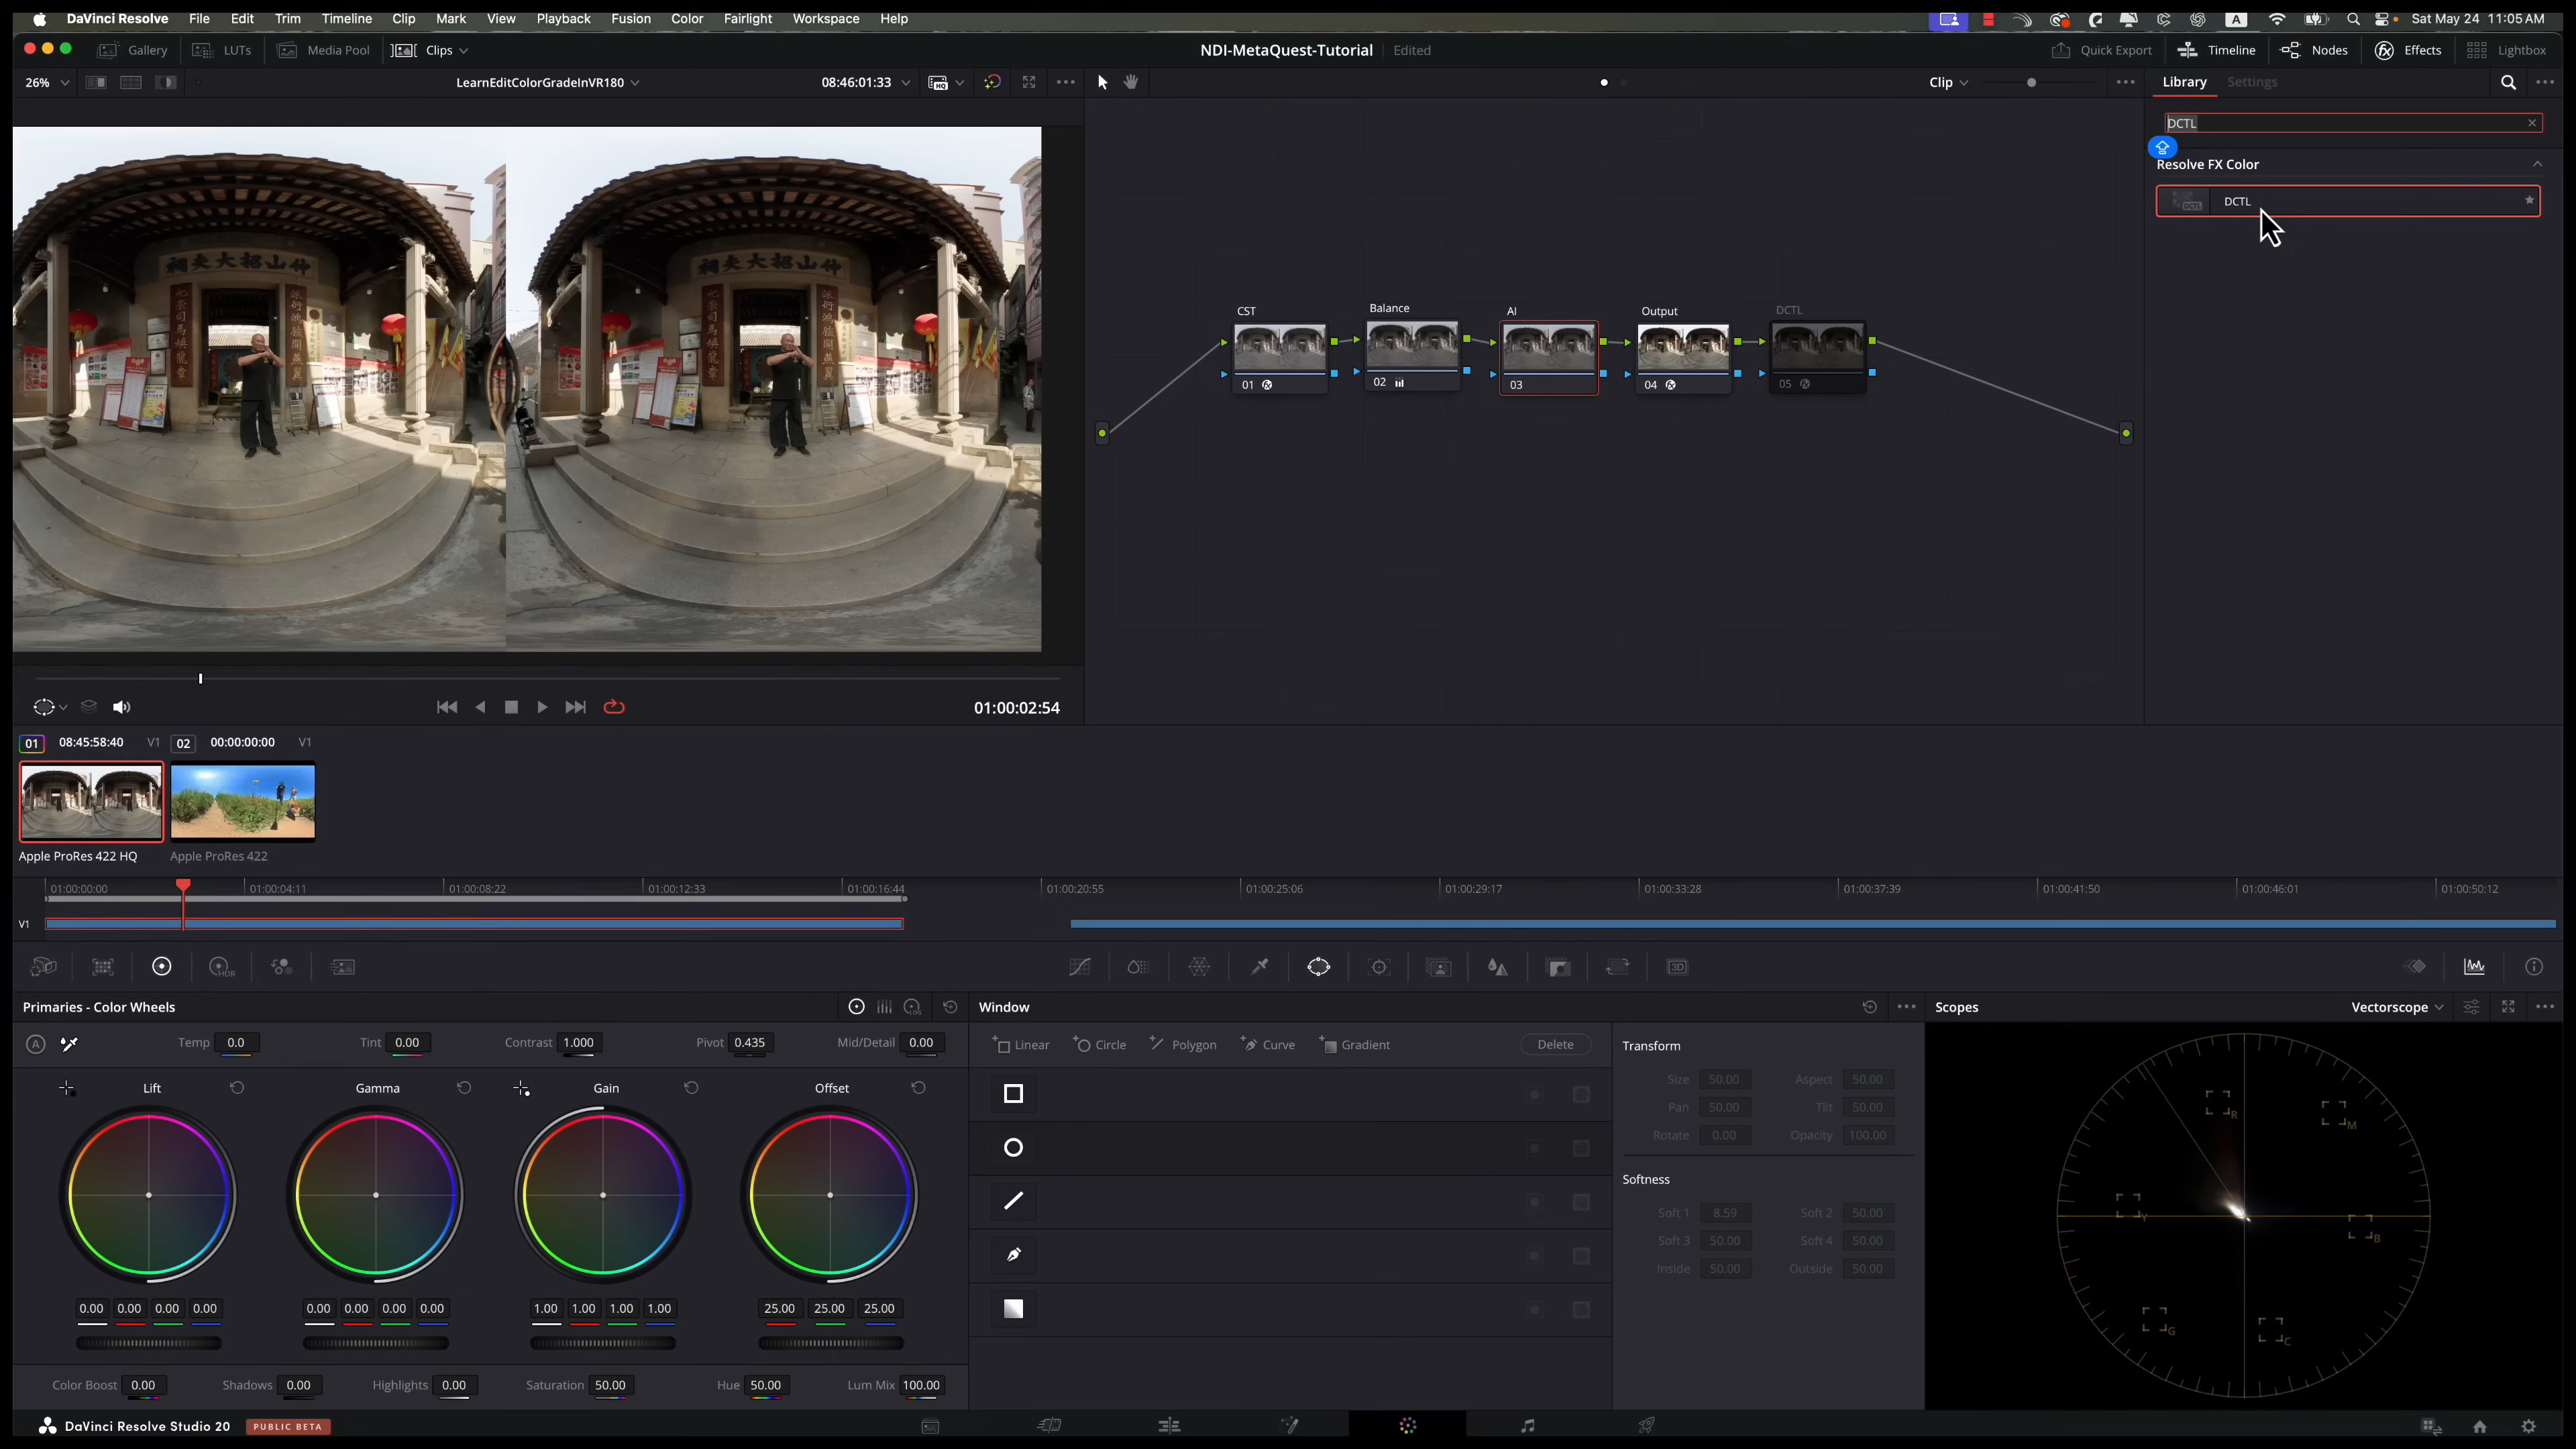 DaVinci Resolve File Edit Trim Timeline Clip Mark View Playback Fusion Color Fairlight Workspace Help
A Sat May 24 11:05 AM
Gallery LUTs Media Pool Clips NDI-MetaQuest-Tutorial Edited Quick Export Timeline Nodes Effects Lightbox
26% LearnEditColorGradeInVR180 08:46:01:33 HQ Clip Library Settings
DCTL
Resolve FX Color
DCTL
祠夫大招山仲
CST Balance AI Output DCTL
01 02 03 04 05
01:00:02:54
01 08:45:58:40 V1 02 00:00:00:00 V1
Apple ProRes 422 HQ Apple ProRes 422
01:00:00:00 01:00:04:11 01:00:08:22 01:00:12:33 01:00:16:44 01:00:20:55 01:00:25:06 01:00:29:17 01:00:33:28 01:00:37:39 01:00:41:50 01:00:46:01 01:00:50:12
V1
HDR 3D
Primaries - Color Wheels LOG Window Scopes Vectorscope
A Temp 0.0 Tint 0.00 Contrast 1.000 Pivot 0.435 Mid/Detail 0.00
Linear Circle Polygon Curve Gradient Delete Transform
Lift Gamma Gain Offset
Size 50.00 Aspect 50.00
Pan 50.00 Tilt 50.00
Rotate 0.00 Opacity 100.00
Softness
Soft 1 8.59 Soft 2 50.00
Soft 3 50.00 Soft 4 50.00
Inside 50.00 Outside 50.00
R M Y B G C
0.00 0.00 0.00 0.00 0.00 0.00 0.00 0.00 1.00 1.00 1.00 1.00 25.00 25.00 25.00
Color Boost 0.00 Shadows 0.00 Highlights 0.00 Saturation 50.00 Hue 50.00 Lum Mix 100.00
DaVinci Resolve Studio 20 PUBLIC BETA